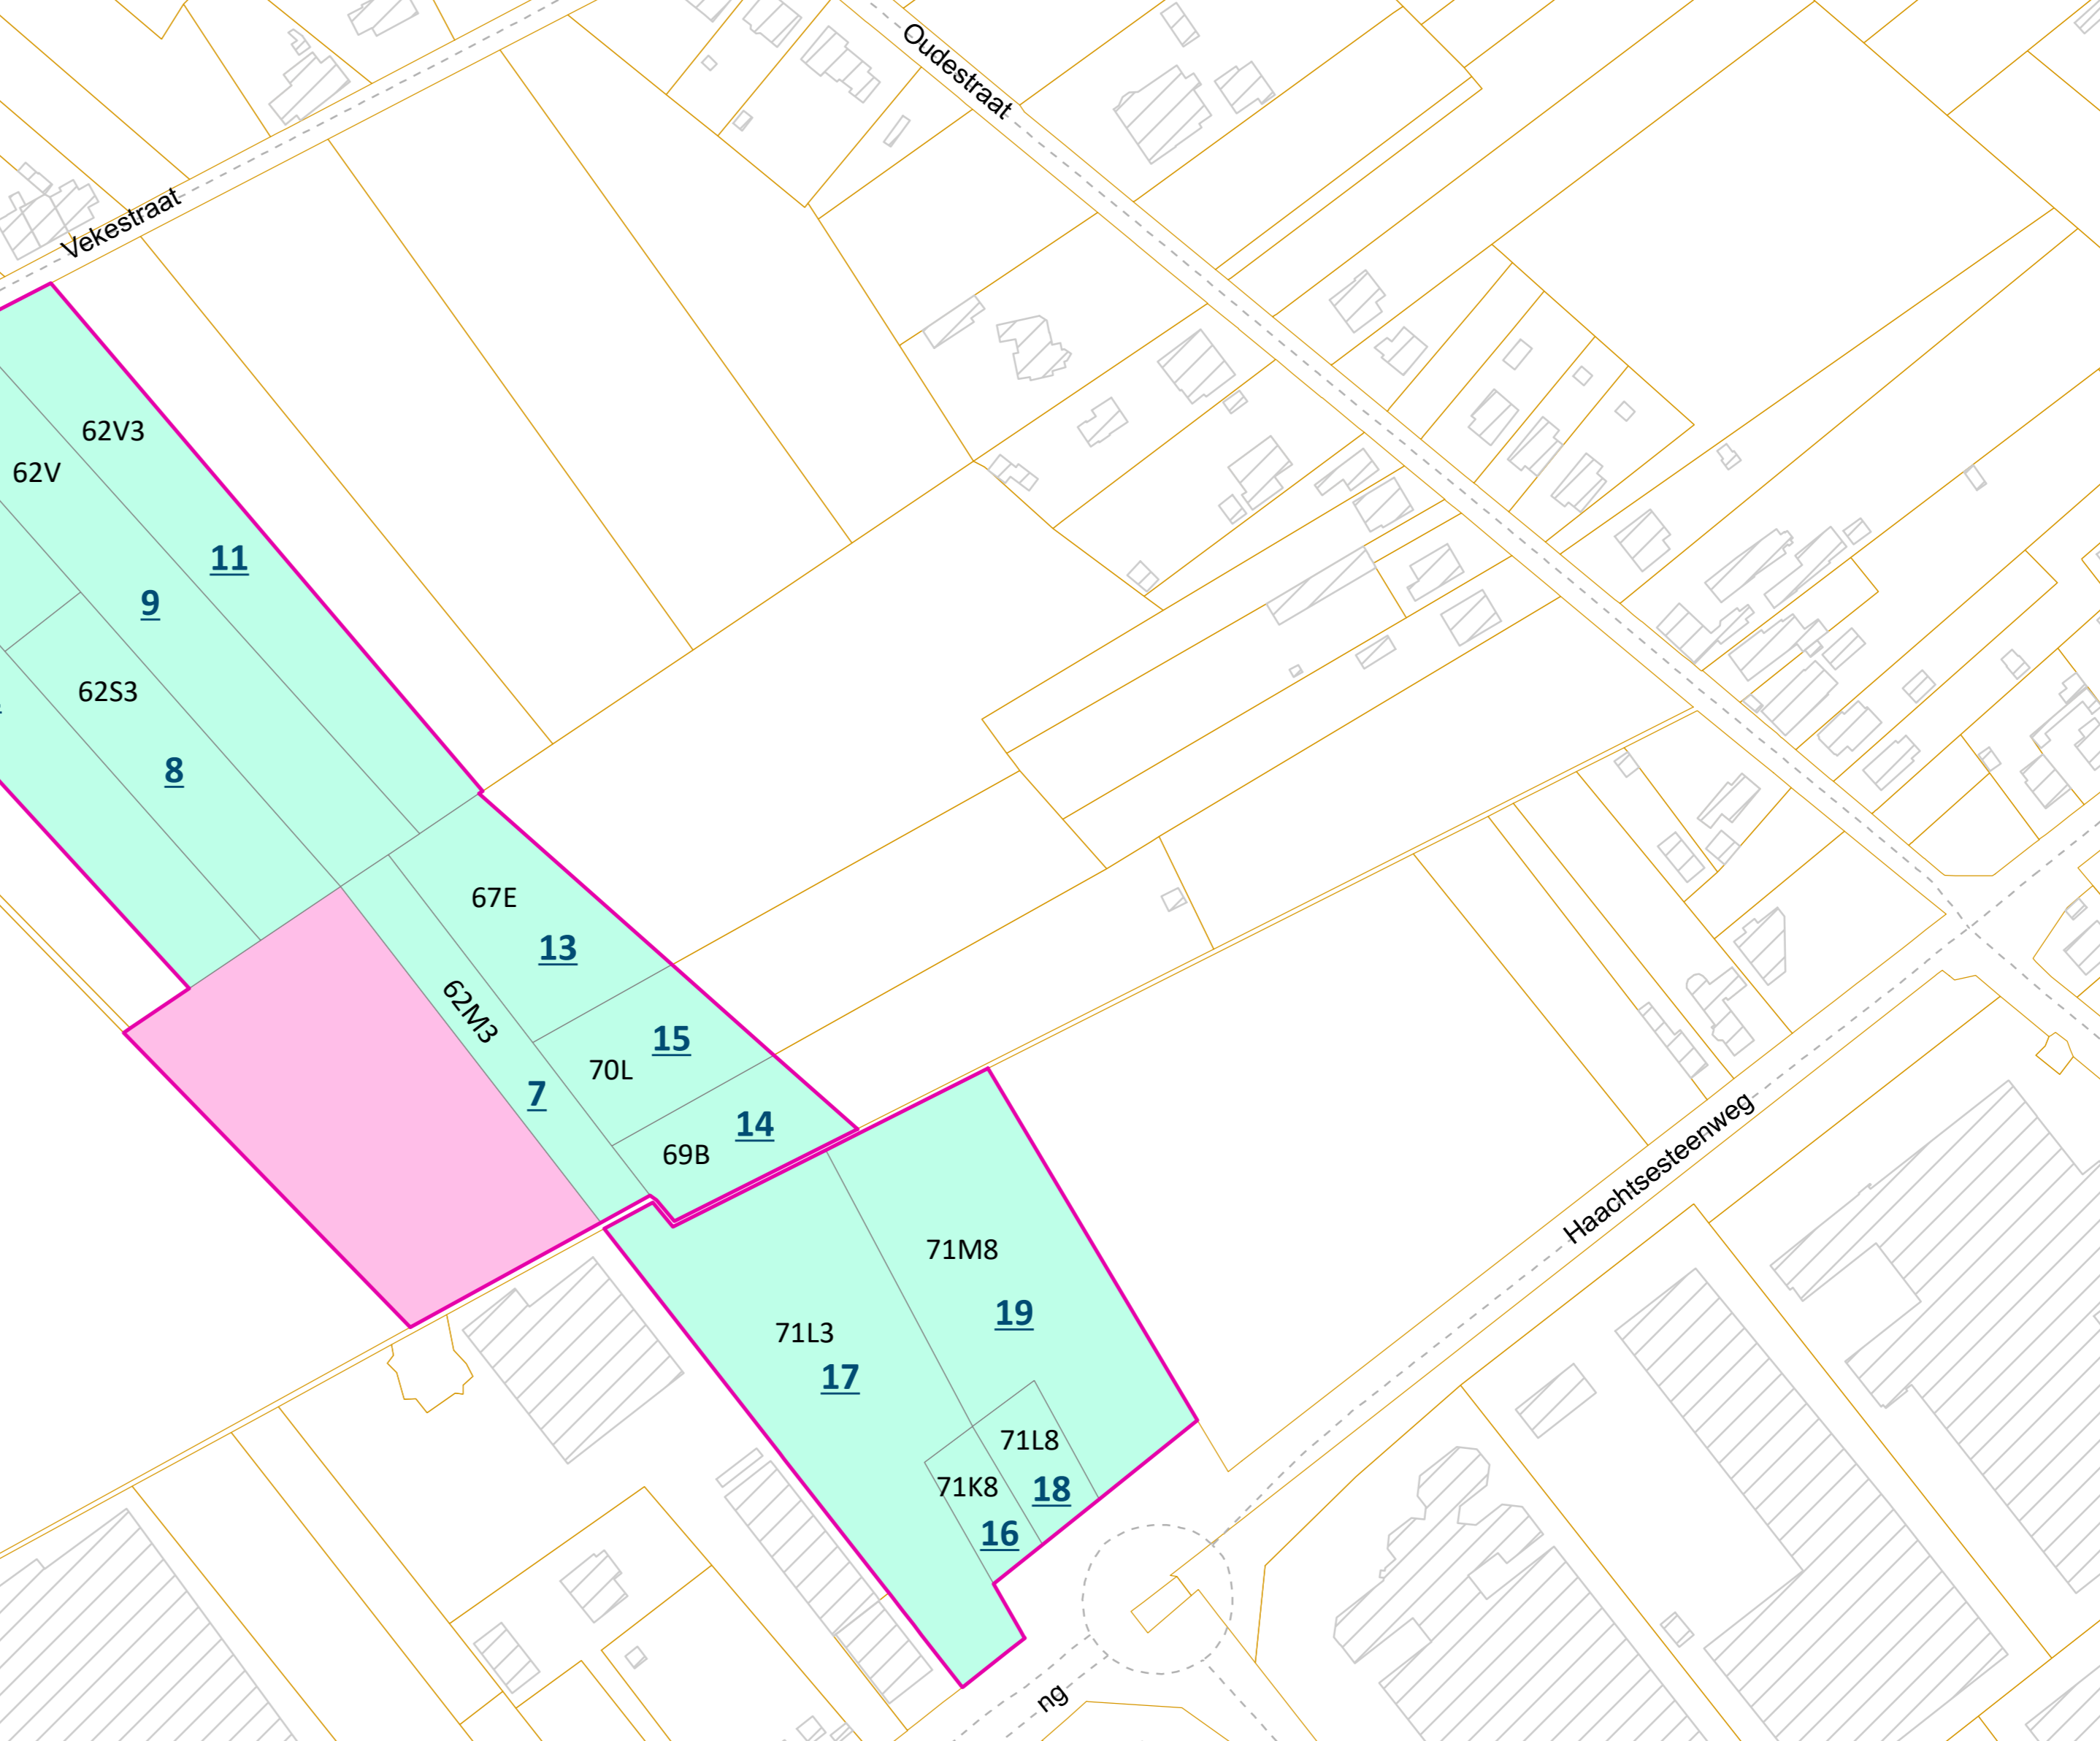 Oudestraat
Vekestraat
62V3
62V
11
9
62S3
8
67E
13
62M3
15
70L
7
14
69B
Haachtsesteenweg
71M8
19
71L3
17
71L8
71K8
18
16
ng